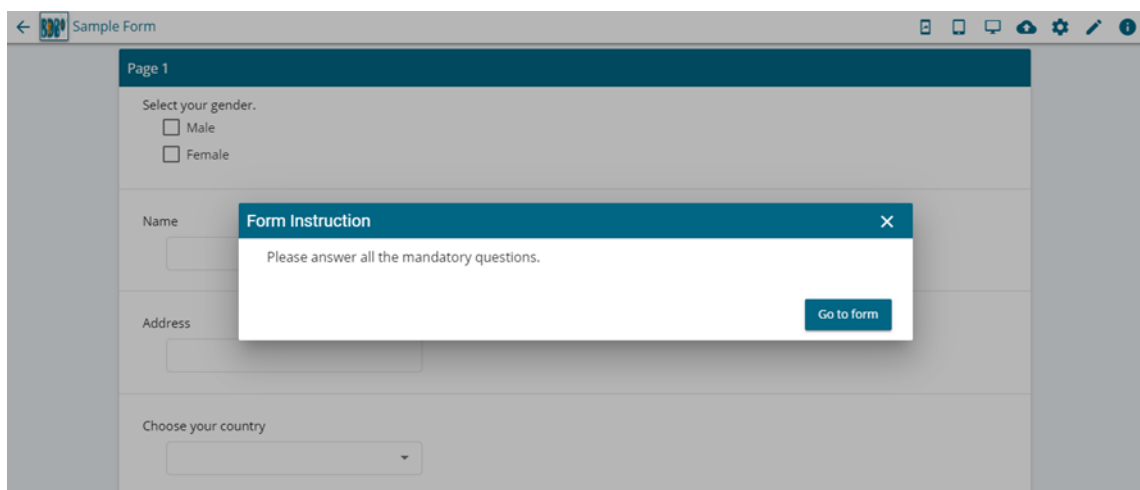 Sample Form
Page 1
Select your gender.
Male
Female
Name
Form Instruction
Please answer all the mandatory questions.
Go to form
Address
Choose your country